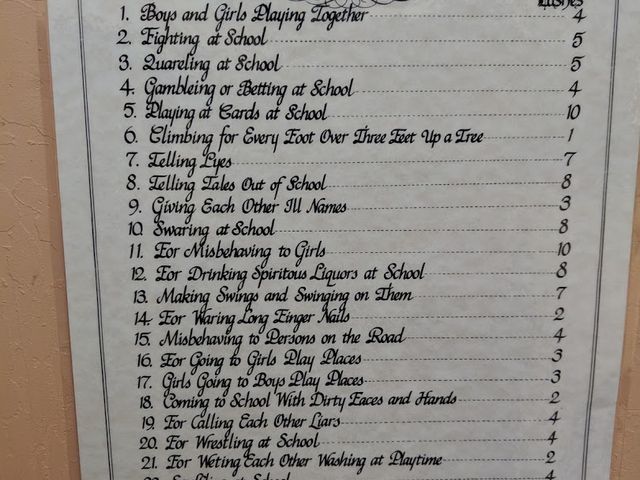 Lashes
1. Boys and Girls Playing Together 4
2. Fighting at School 5
3. Quareling at School 5
4. Gambleing or Betting at School 4
5. Playing at Cards at School 10
6. Climbing for Every Foot Over Three Feet Up a Tree 1
7. Telling Lyes 7
8. Telling Tales Out of School 8
9. Giving Each Other Ill Names 3
10. Swaring at School 8
11. For Misbehaving to Girls 10
12. For Drinking Spiritous Liquors at School 8
13. Making Swings and Swinging on Them 7
14. For Waring Long Finger Nails 2
15. Misbehaving to Persons on the Road 4
16. For Going to Girls Play Places 3
17. Girls Going to Boys Play Places 3
18. Coming to School With Dirty Faces and Hands 2
19. For Calling Each Other Liars 4
20. For Wrestling at School 4
21. For Weting Each Other Washing at Playtime 2
at School 4